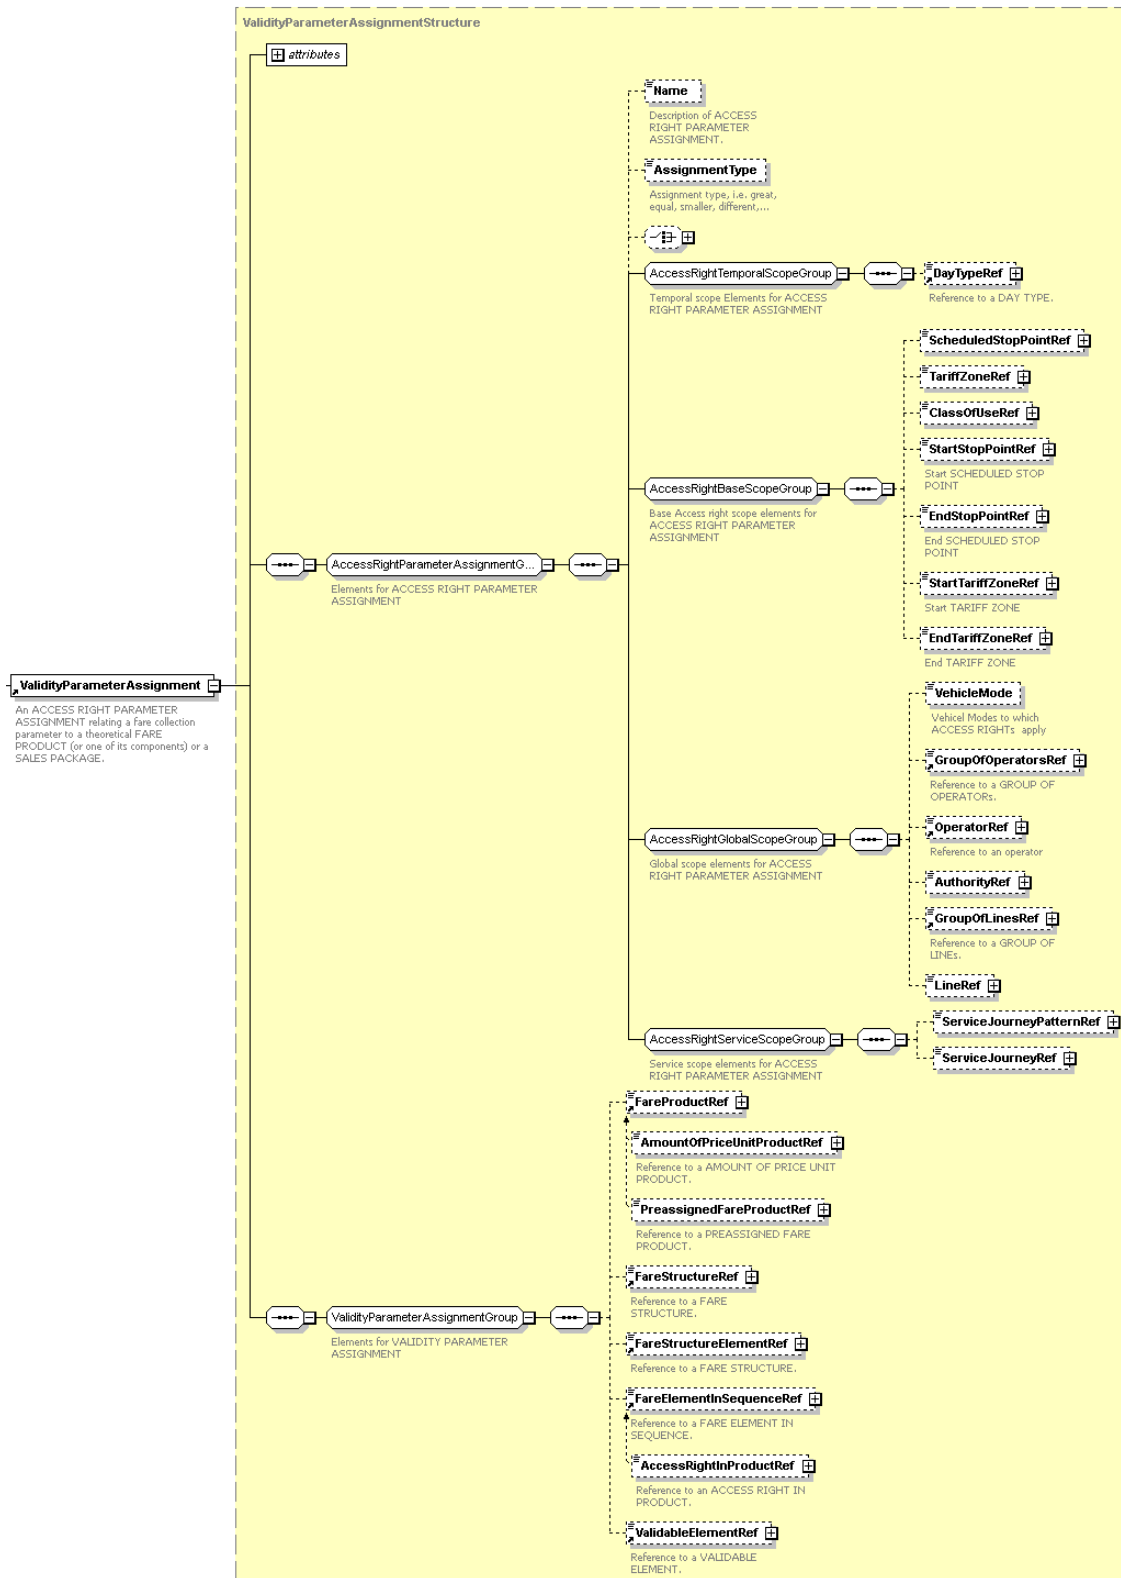 ValidityParameterAssignmentStructure
attributes
Name
Description of ACCESS
RIGHT PARAMETER
ASSIGNMENT.
AssignmentType
Assignment type, i.e. great,
equal, smaller, different,...
AccessRightTemporalScopeGroup
Temporal scope Elements for ACCESS
RIGHT PARAMETER ASSIGNMENT
DayTypeRef
Reference to a DAY TYPE.
ScheduledStopPointRef
TariffZoneRef
ClassOfUseRef
StartStopPointRef
Start SCHEDULED STOP
POINT
AccessRightBaseScopeGroup
Base Access right scope elements for
ACCESS RIGHT PARAMETER
ASSIGNMENT
EndStopPointRef
End SCHEDULED STOP
POINT
StartTariffZoneRef
Start TARIFF ZONE
EndTariffZoneRef
End TARIFF ZONE
AccessRightParameterAssignmentG...
Elements for ACCESS RIGHT PARAMETER
ASSIGNMENT
ValidityParameterAssignment
An ACCESS RIGHT PARAMETER
ASSIGNMENT relating a fare collection
parameter to a theoretical FARE
PRODUCT (or one of its components) or a
SALES PACKAGE.
VehicleMode
Vehicel Modes to which
ACCESS RIGHTs apply
GroupOfOperatorsRef
Reference to a GROUP OF
OPERATORs.
AccessRightGlobalScopeGroup
Global scope elements for ACCESS
RIGHT PARAMETER ASSIGNMENT
OperatorRef
Reference to an operator
AuthorityRef
GroupOfLinesRef
Reference to a GROUP OF
LINEs.
LineRef
AccessRightServiceScopeGroup
Service scope elements for ACCESS
RIGHT PARAMETER ASSIGNMENT
ServiceJourneyPatternRef
ServiceJourneyRef
FareProductRef
AmountOfPriceUnitProductRef
Reference to a AMOUNT OF PRICE UNIT
PRODUCT.
PreassignedFareProductRef
Reference to a PREASSIGNED FARE
PRODUCT.
FareStructureRef
Reference to a FARE
STRUCTURE.
ValidityParameterAssignmentGroup
Elements for VALIDITY PARAMETER
ASSIGNMENT
FareStructureElementRef
Reference to a FARE STRUCTURE.
FareElementInSequenceRef
Reference to a FARE ELEMENT IN
SEQUENCE.
AccessRightInProductRef
Reference to an ACCESS RIGHT IN
PRODUCT.
ValidableElementRef
Reference to a VALIDABLE
ELEMENT.